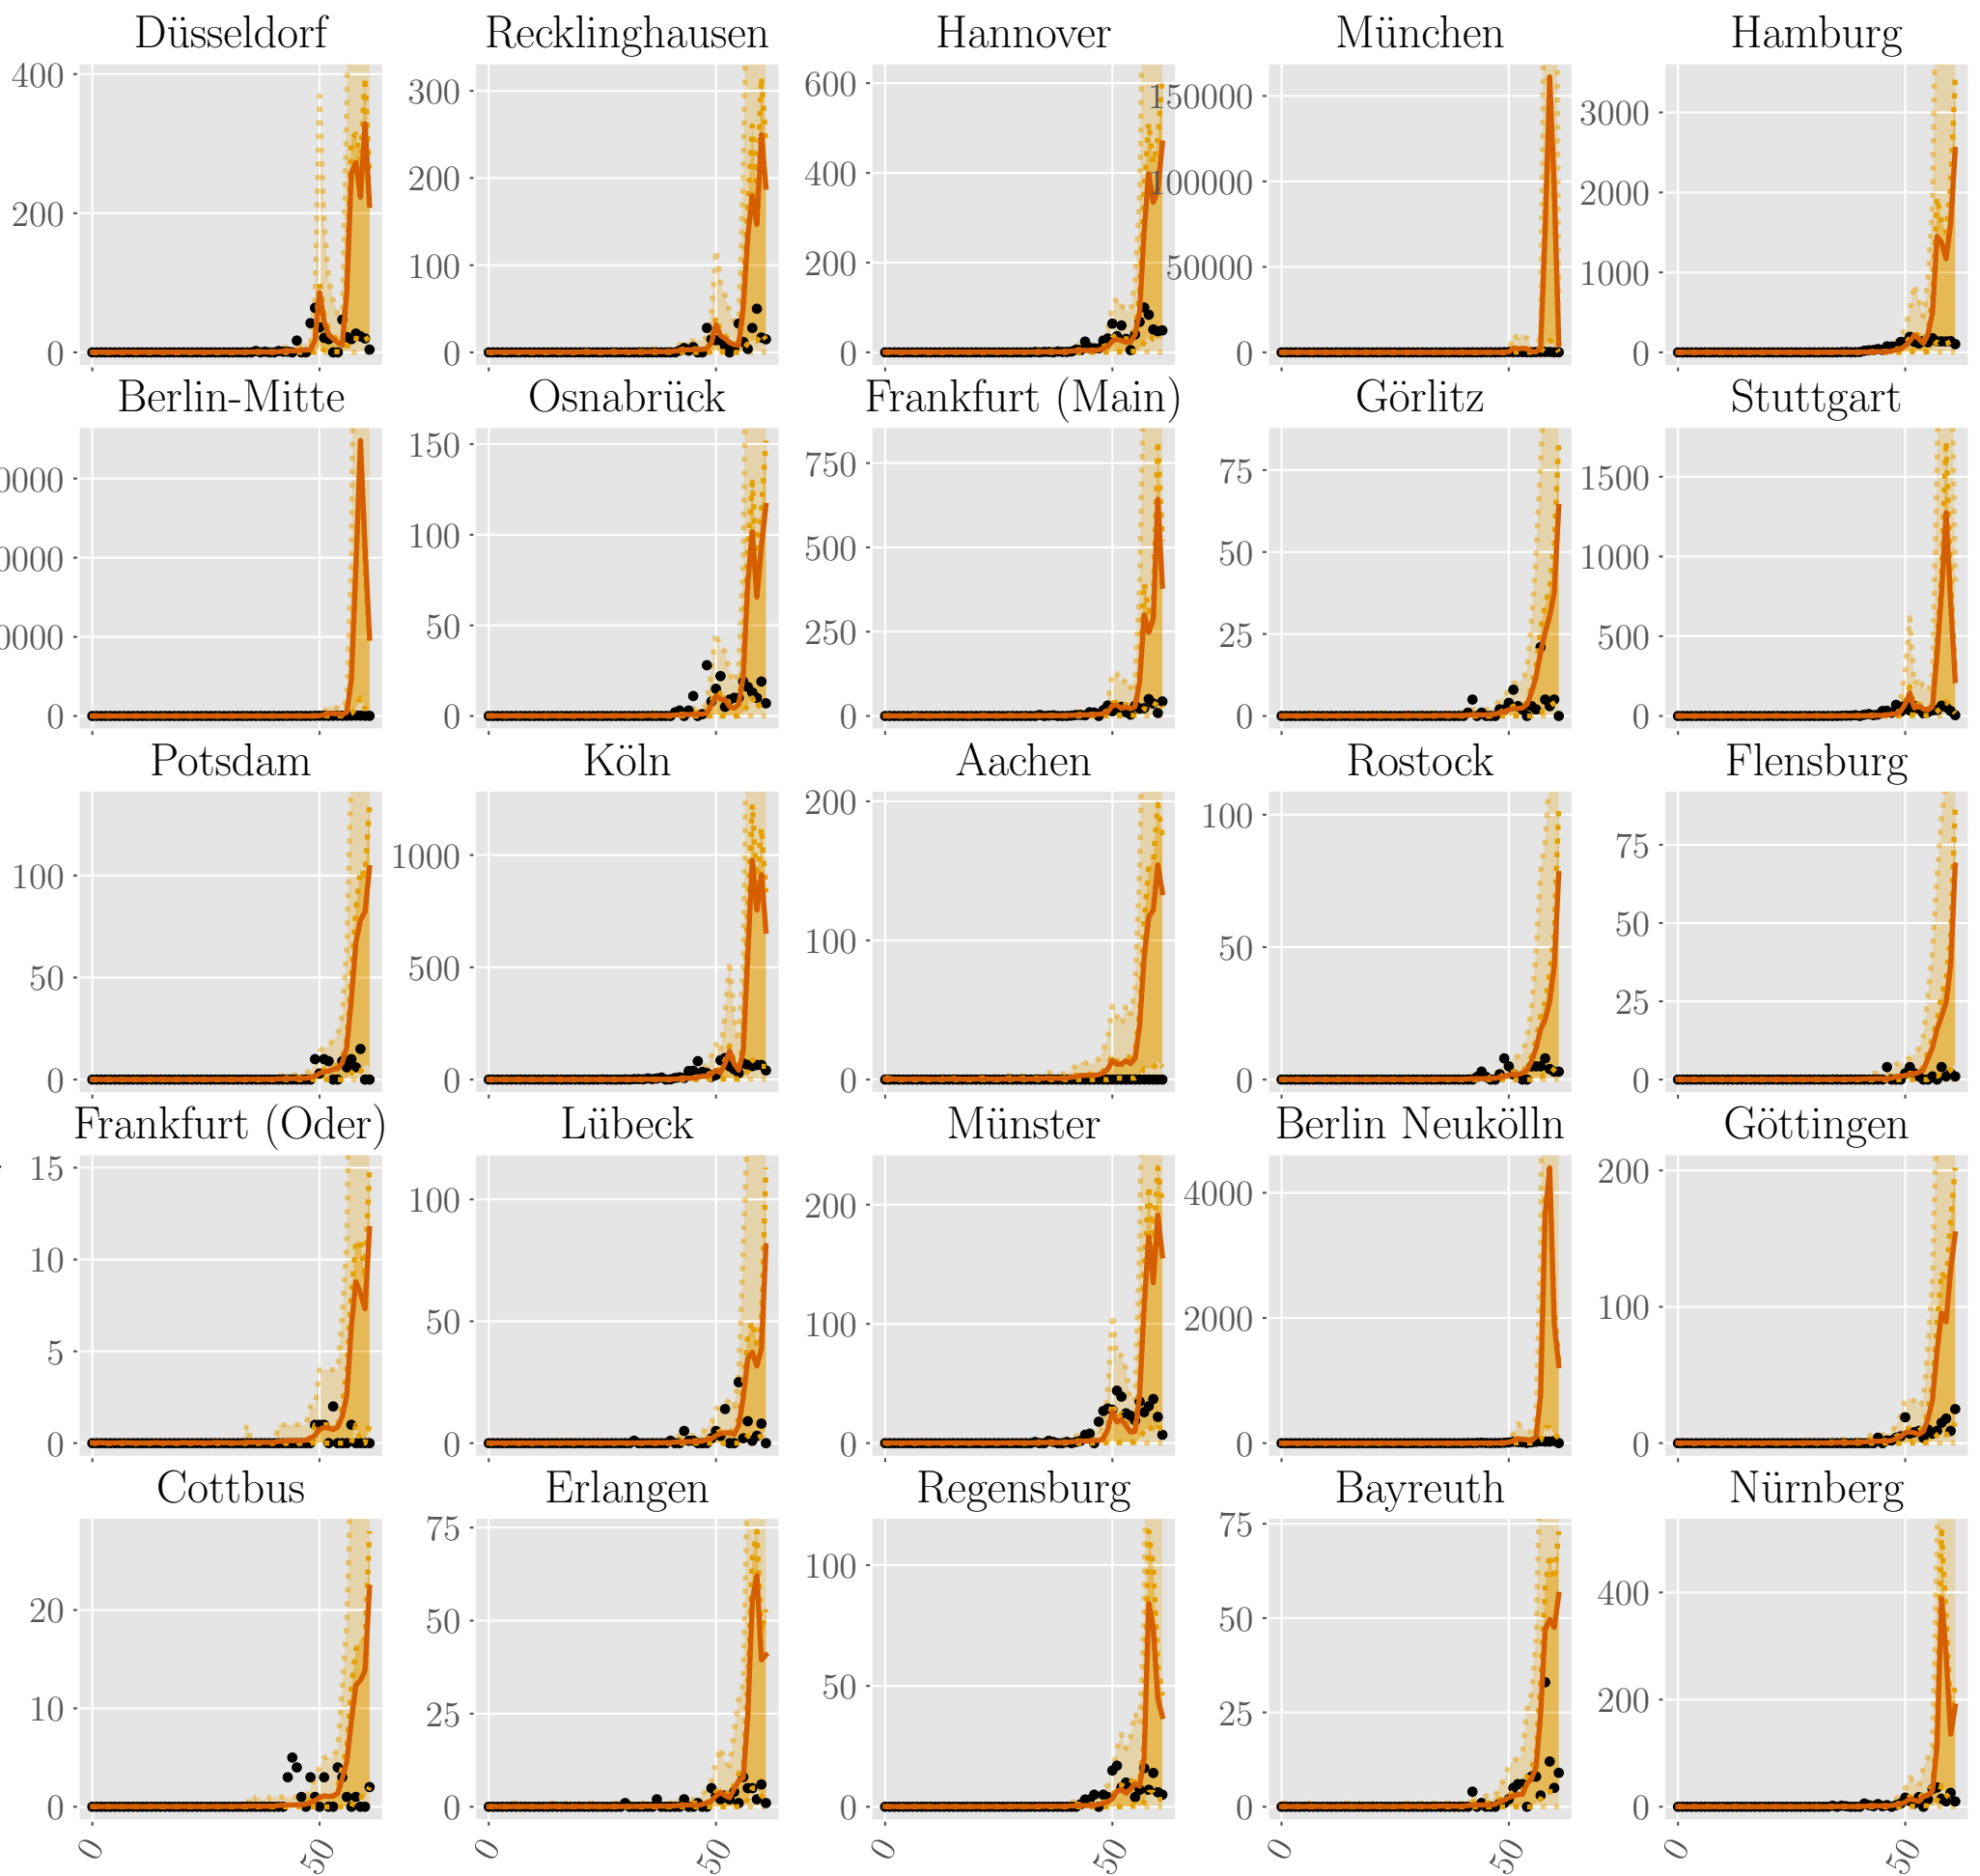 Düsseldorf Recklinghausen Hannover München Hamburg
400 300 600 150000 3000
200 200 400 100000 2000
0 100 200 50000 1000
0 0 0 0
Berlin-Mitte Osnabrück Frankfurt (Main) Görlitz Stuttgart
0000 150 750 75 1500
0000 100 500 50 1000
0000 50 250 25 500
0 0 0 0 0
Potsdam Köln Aachen Rostock Flensburg
100 1000 200 100 75
50 500 100 50 50
0 0 0 0 25
0
Frankfurt (Oder) Lübeck Münster Berlin Neukölln Göttingen
15 100 200 4000 200
10 50 100 2000 100
5 0 0 0 0
0
Cottbus Erlangen Regensburg Bayreuth Nürnberg
20 75 100 75 400
10 50 50 50 200
0 25 0 25 0
0 0
0 50 0 50 0 50 0 50 0 50